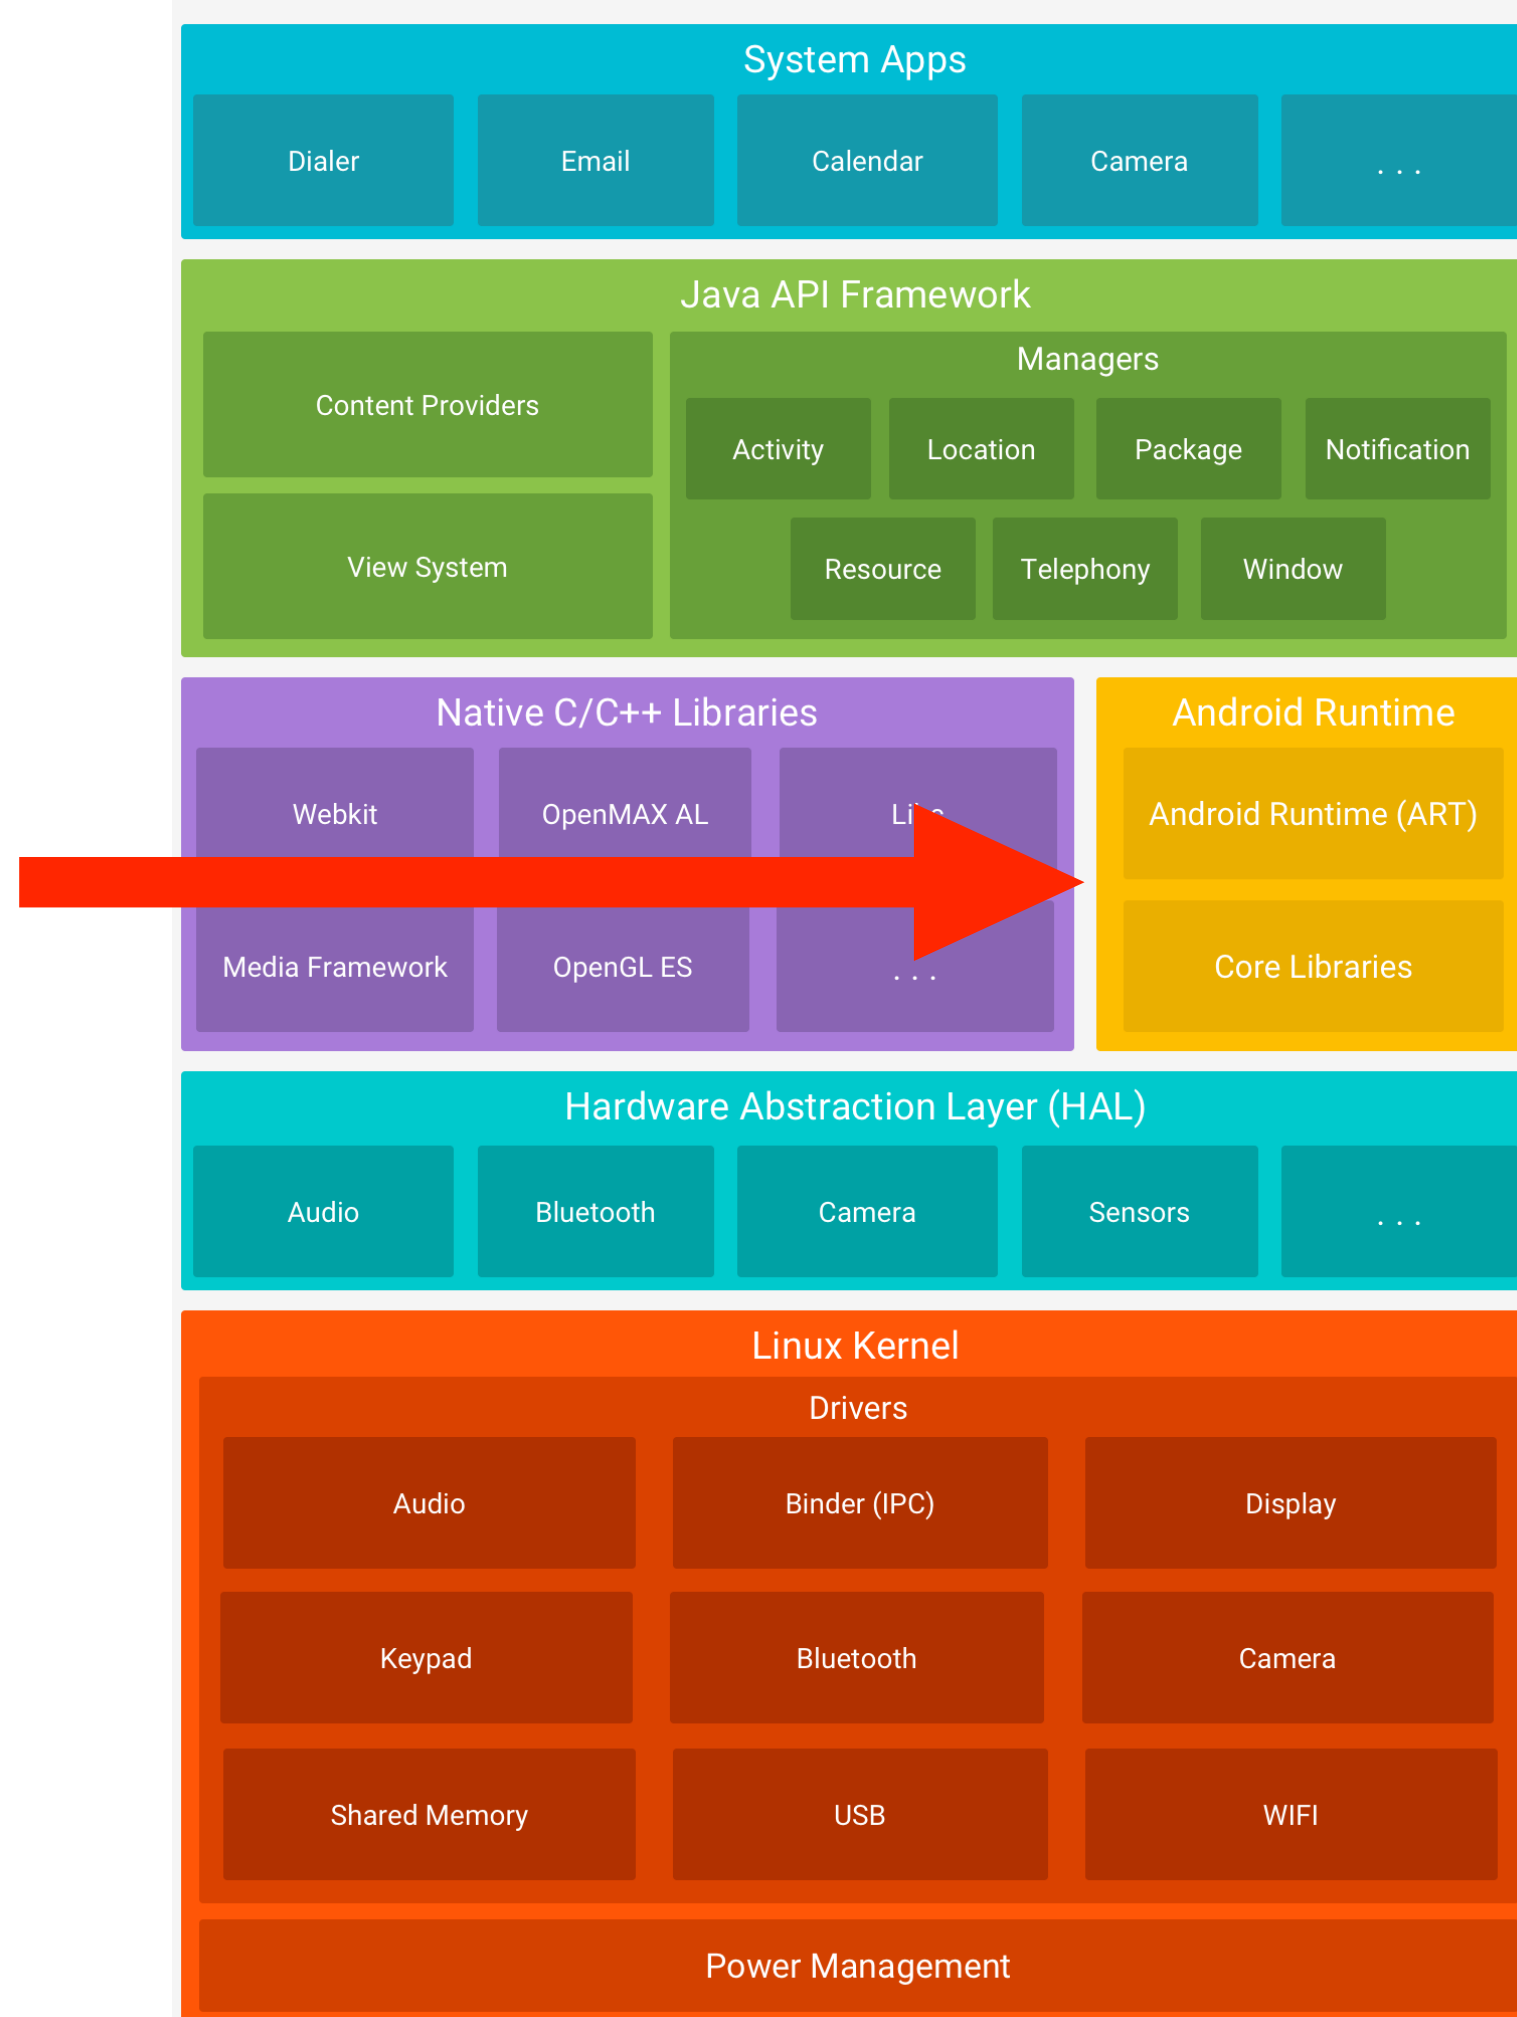 System Apps
Dialer
Email
Calendar
Camera
. . .
Java API Framework
Content Providers
View System
Managers
Activity
Location
Package
Notification
Resource
Telephony
Window
Native C/C++ Libraries
Webkit
OpenMAX AL
Media Framework
OpenGL ES
. . .
Android Runtime
Android Runtime (ART)
Core Libraries
Hardware Abstraction Layer (HAL)
Audio
Bluetooth
Camera
Sensors
. . .
Linux Kernel
Drivers
Audio
Binder (IPC)
Display
Keypad
Bluetooth
Camera
Shared Memory
USB
WIFI
Power Management